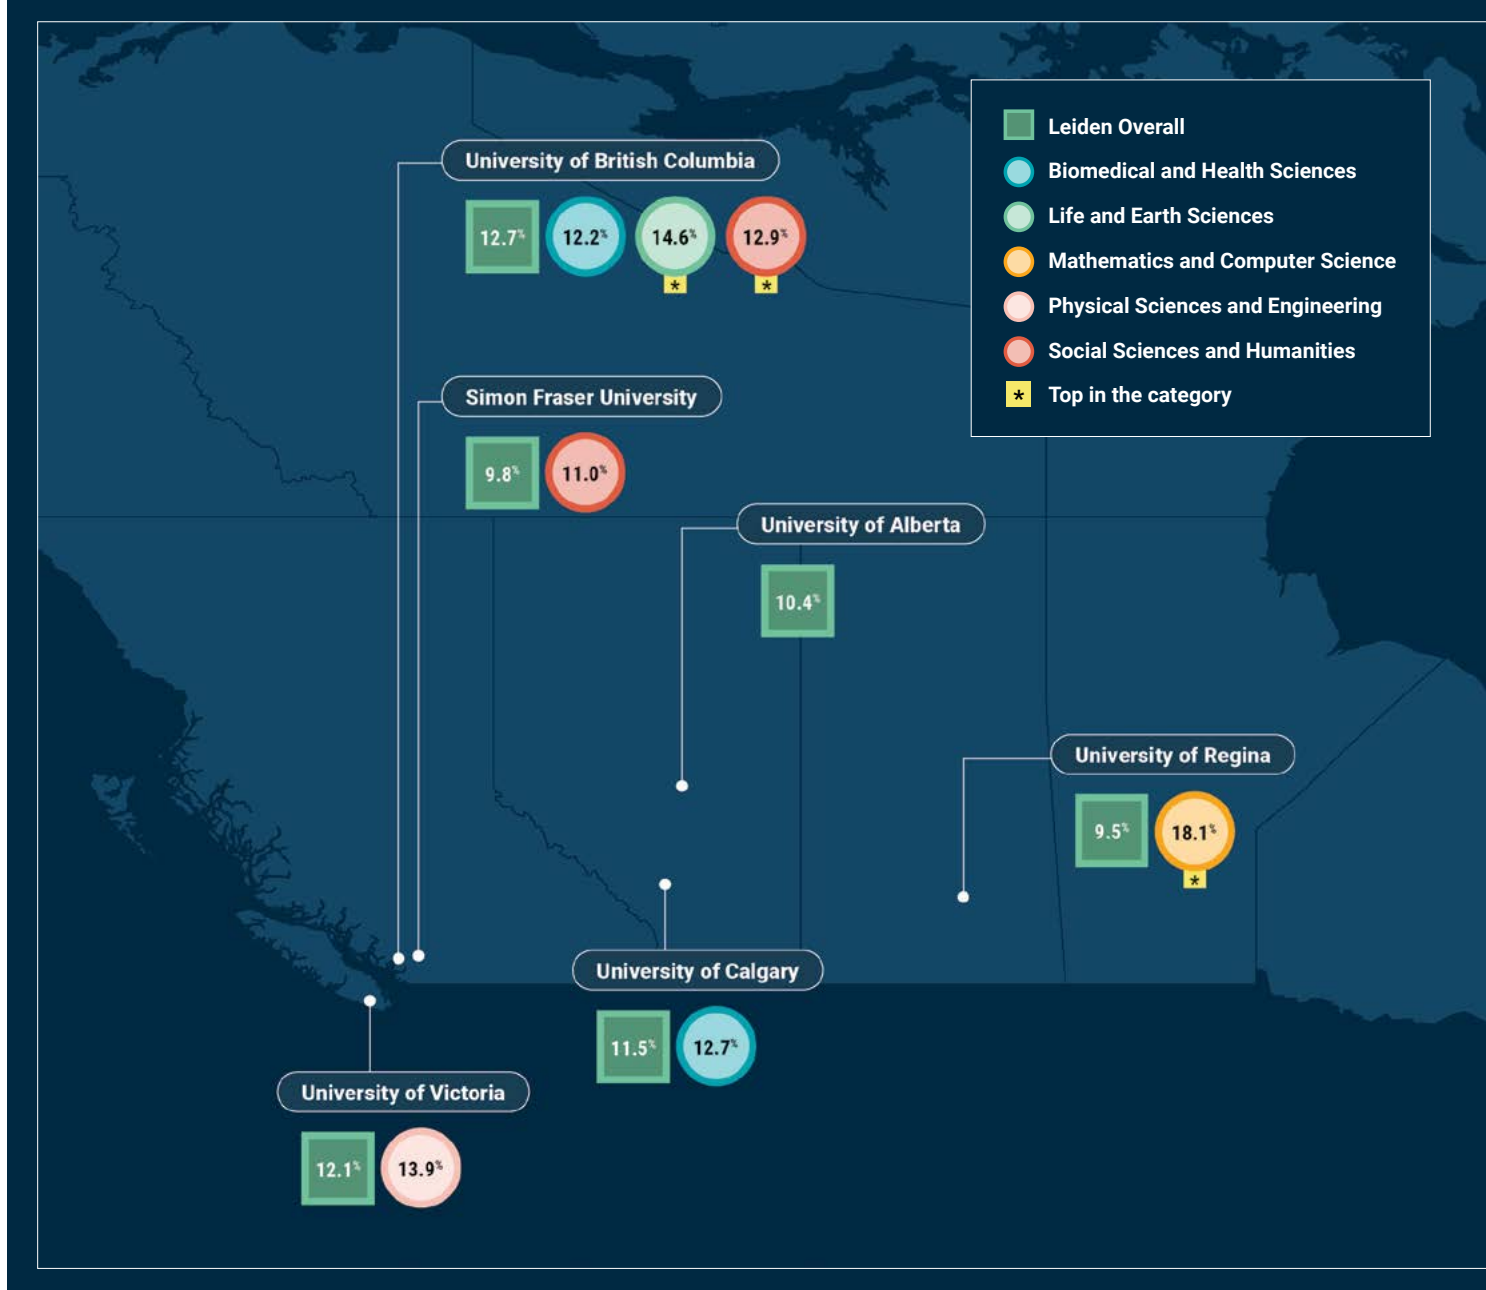 Leiden Overall
Biomedical and Health Sciences
Life and Earth Sciences
Mathematics and Computer Science
Physical Sciences and Engineering
Social Sciences and Humanities
* Top in the category
University of British Columbia
12.7% 12.2% 14.6% 12.9%
* *
Simon Fraser University
9.8% 11.0%
University of Alberta
10.4%
University of Regina
9.5% 18.1%
*
University of Calgary
11.5% 12.7%
University of Victoria
12.1% 13.9%